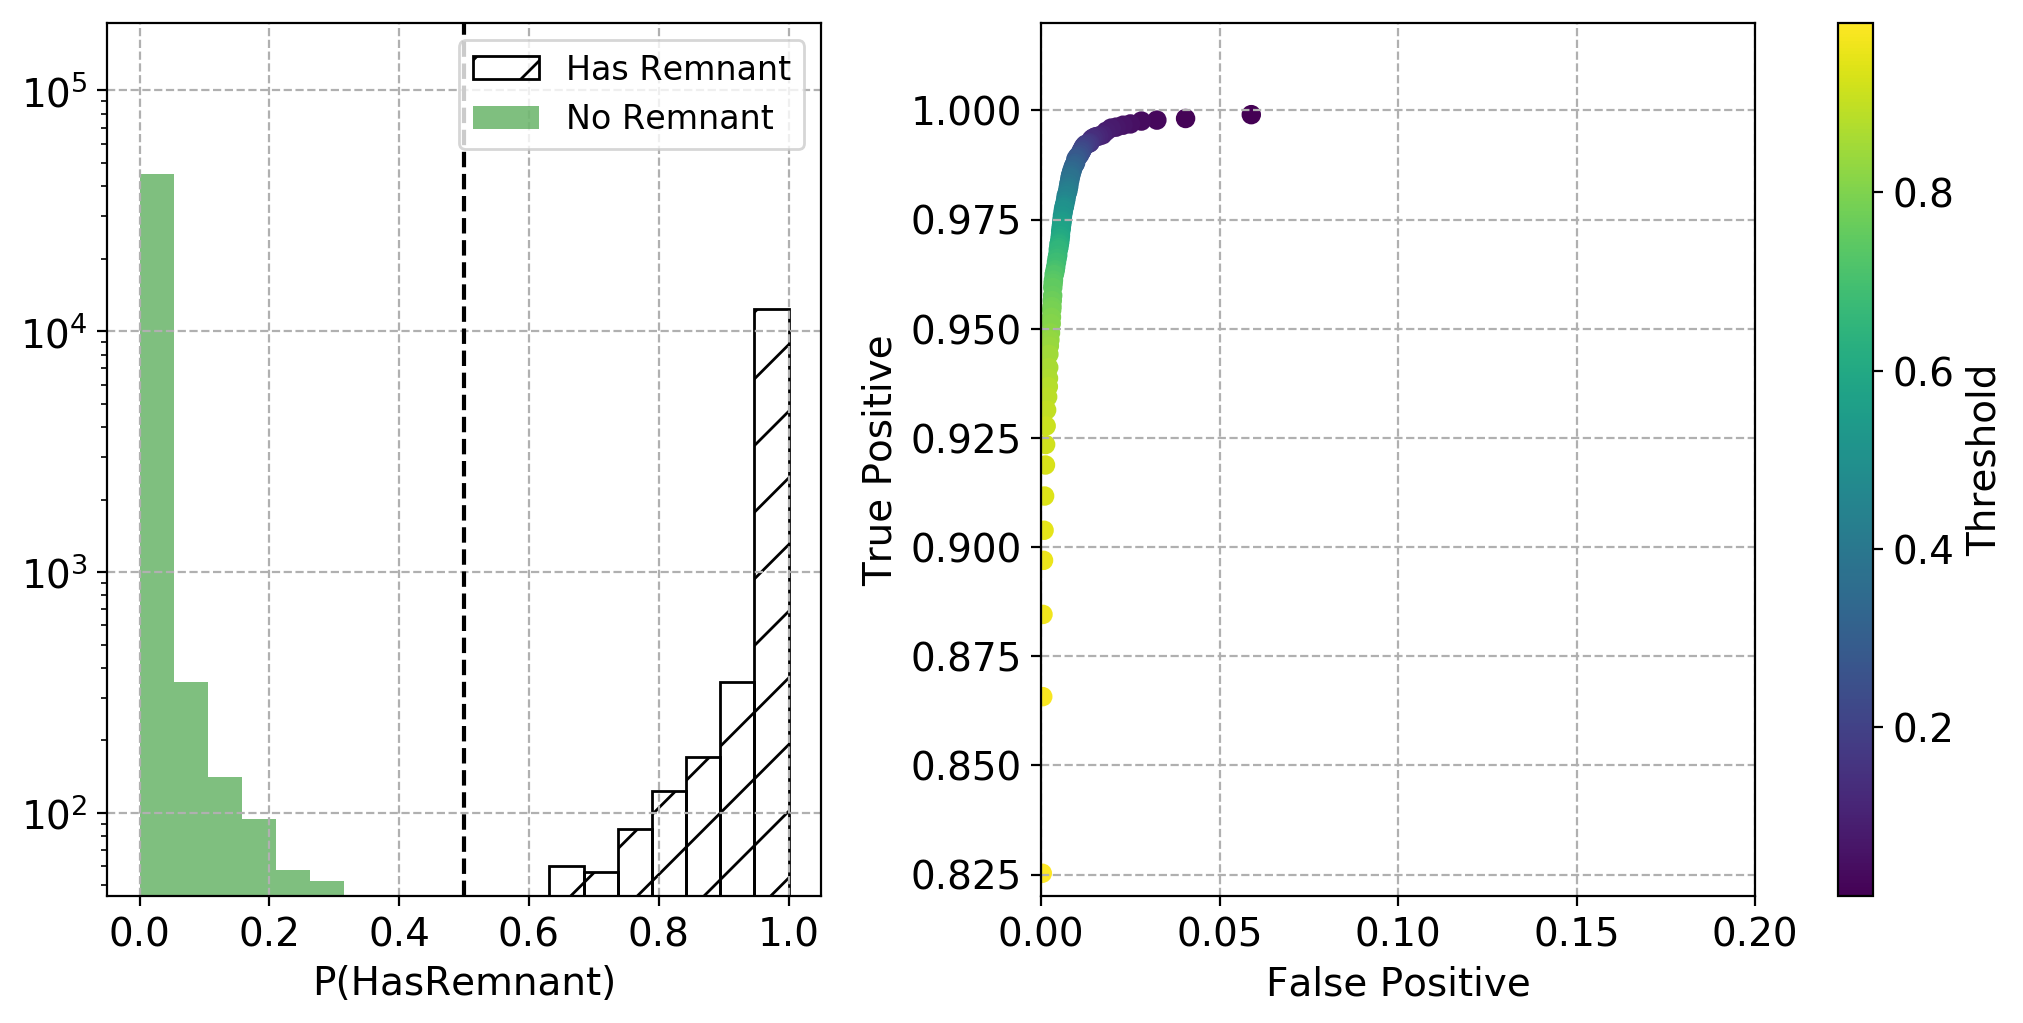 Has Remnant
No Remnant
10^5
10^4
10^3
10^2
0.0 0.2 0.4 0.6 0.8 1.0
P(HasRemnant)
True Positive
1.000
0.975
0.950
0.925
0.900
0.875
0.850
0.825
0.00 0.05 0.10 0.15 0.20
False Positive
0.8
0.6
0.4
0.2
Threshold